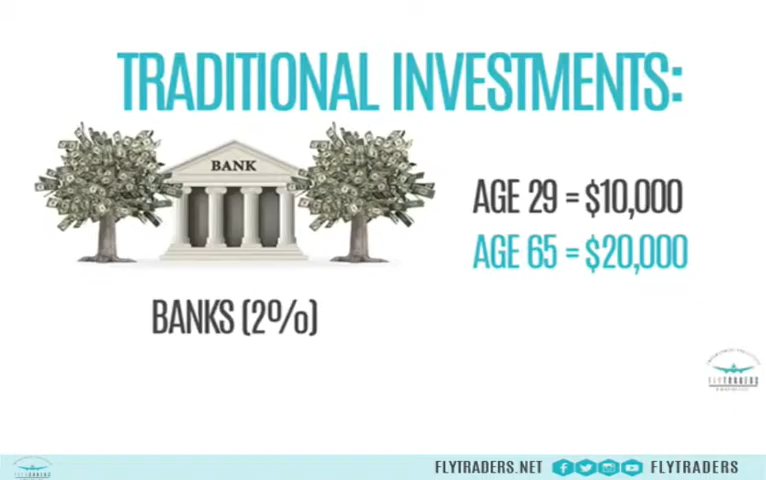 TRADITIONAL INVESTMENTS:
BANK
AGE 29 = $10,000
AGE 65 = $20,000
BANKS (2%)
FLYTRADERS
FLYTRADERS.NET FLYTRADERS